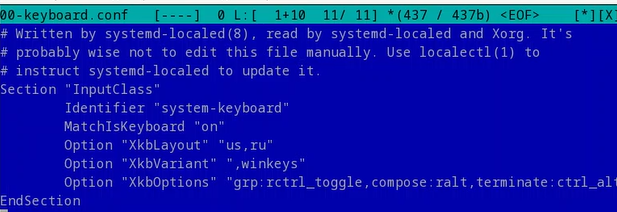 00-keyboard.conf   [----]  0 L:[  1+10  11/ 11] *(437 / 437b) <EOF>     [*][X]
# Written by systemd-localed(8), read by systemd-localed and Xorg. It's
# probably wise not to edit this file manually. Use localectl(1) to
# instruct systemd-localed to update it.
Section "InputClass"
        Identifier "system-keyboard"
        MatchIsKeyboard "on"
        Option "XkbLayout" "us,ru"
        Option "XkbVariant" ",winkeys"
        Option "XkbOptions" "grp:rctrl_toggle,compose:ralt,terminate:ctrl_alt
EndSection